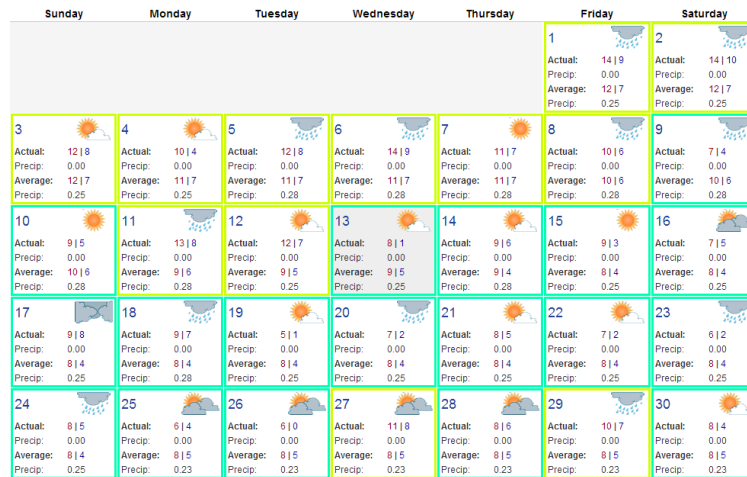 Sunday Monday Tuesday Wednesday Thursday Friday Saturday
1 2
Actual: 14 | 9 Actual: 14 | 10
Precip: 0.00 Precip: 0.00
Average: 12 | 7 Average: 12 | 7
Precip: 0.25 Precip: 0.25
3 4 5 6 7 8 9
Actual: 12 | 8 Actual: 10 | 4 Actual: 12 | 8 Actual: 14 | 9 Actual: 11 | 7 Actual: 10 | 6 Actual: 7 | 4
Precip: 0.00 Precip: 0.00 Precip: 0.00 Precip: 0.00 Precip: 0.00 Precip: 0.00 Precip: 0.00
Average: 12 | 7 Average: 11 | 7 Average: 11 | 7 Average: 11 | 7 Average: 11 | 7 Average: 10 | 6 Average: 10 | 6
Precip: 0.25 Precip: 0.25 Precip: 0.28 Precip: 0.28 Precip: 0.28 Precip: 0.28 Precip: 0.28
10 11 12 13 14 15 16
Actual: 9 | 5 Actual: 13 | 8 Actual: 12 | 7 Actual: 8 | 1 Actual: 9 | 6 Actual: 9 | 3 Actual: 7 | 5
Precip: 0.00 Precip: 0.00 Precip: 0.00 Precip: 0.00 Precip: 0.00 Precip: 0.00 Precip: 0.00
Average: 10 | 6 Average: 9 | 6 Average: 9 | 5 Average: 9 | 5 Average: 9 | 4 Average: 8 | 4 Average: 8 | 4
Precip: 0.28 Precip: 0.28 Precip: 0.25 Precip: 0.25 Precip: 0.28 Precip: 0.25 Precip: 0.25
17 18 19 20 21 22 23
Actual: 9 | 8 Actual: 9 | 7 Actual: 5 | 1 Actual: 7 | 2 Actual: 8 | 5 Actual: 7 | 2 Actual: 6 | 2
Precip: 0.00 Precip: 0.00 Precip: 0.00 Precip: 0.00 Precip: 0.00 Precip: 0.00 Precip: 0.00
Average: 8 | 4 Average: 8 | 4 Average: 8 | 4 Average: 8 | 4 Average: 8 | 4 Average: 8 | 4 Average: 8 | 4
Precip: 0.25 Precip: 0.28 Precip: 0.25 Precip: 0.25 Precip: 0.25 Precip: 0.25 Precip: 0.25
24 25 26 27 28 29 30
Actual: 8 | 5 Actual: 6 | 4 Actual: 6 | 0 Actual: 11 | 8 Actual: 8 | 6 Actual: 10 | 7 Actual: 8 | 4
Precip: 0.00 Precip: 0.00 Precip: 0.00 Precip: 0.00 Precip: 0.00 Precip: 0.00 Precip: 0.00
Average: 8 | 4 Average: 8 | 5 Average: 8 | 5 Average: 8 | 5 Average: 8 | 5 Average: 8 | 5 Average: 8 | 5
Precip: 0.25 Precip: 0.23 Precip: 0.23 Precip: 0.23 Precip: 0.23 Precip: 0.23 Precip: 0.23